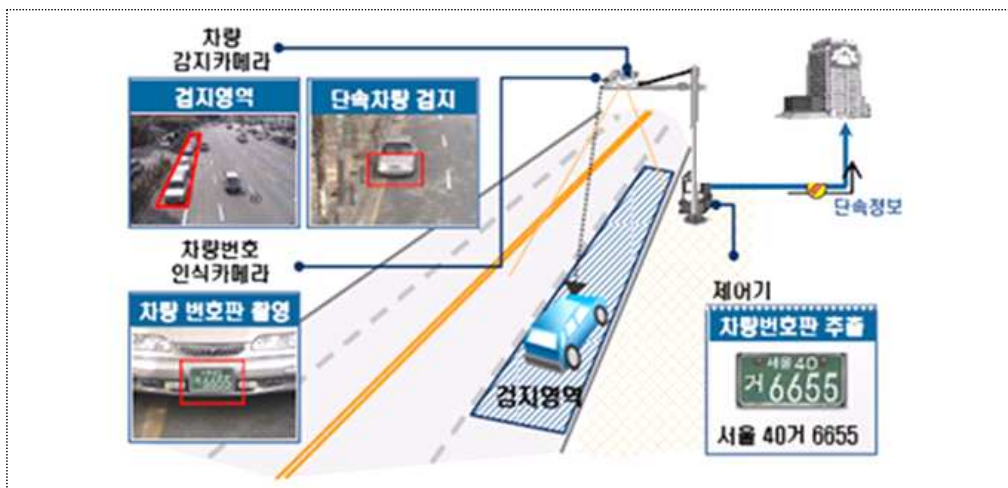 차량
감지카메라
검지영역
단속차량 검지
차량번호
인식카메라
차량 번호판 촬영
6655
검지영역
단속정보
제어기
차량번호판 추출
서울 40
거 6655
서울 40거 6655